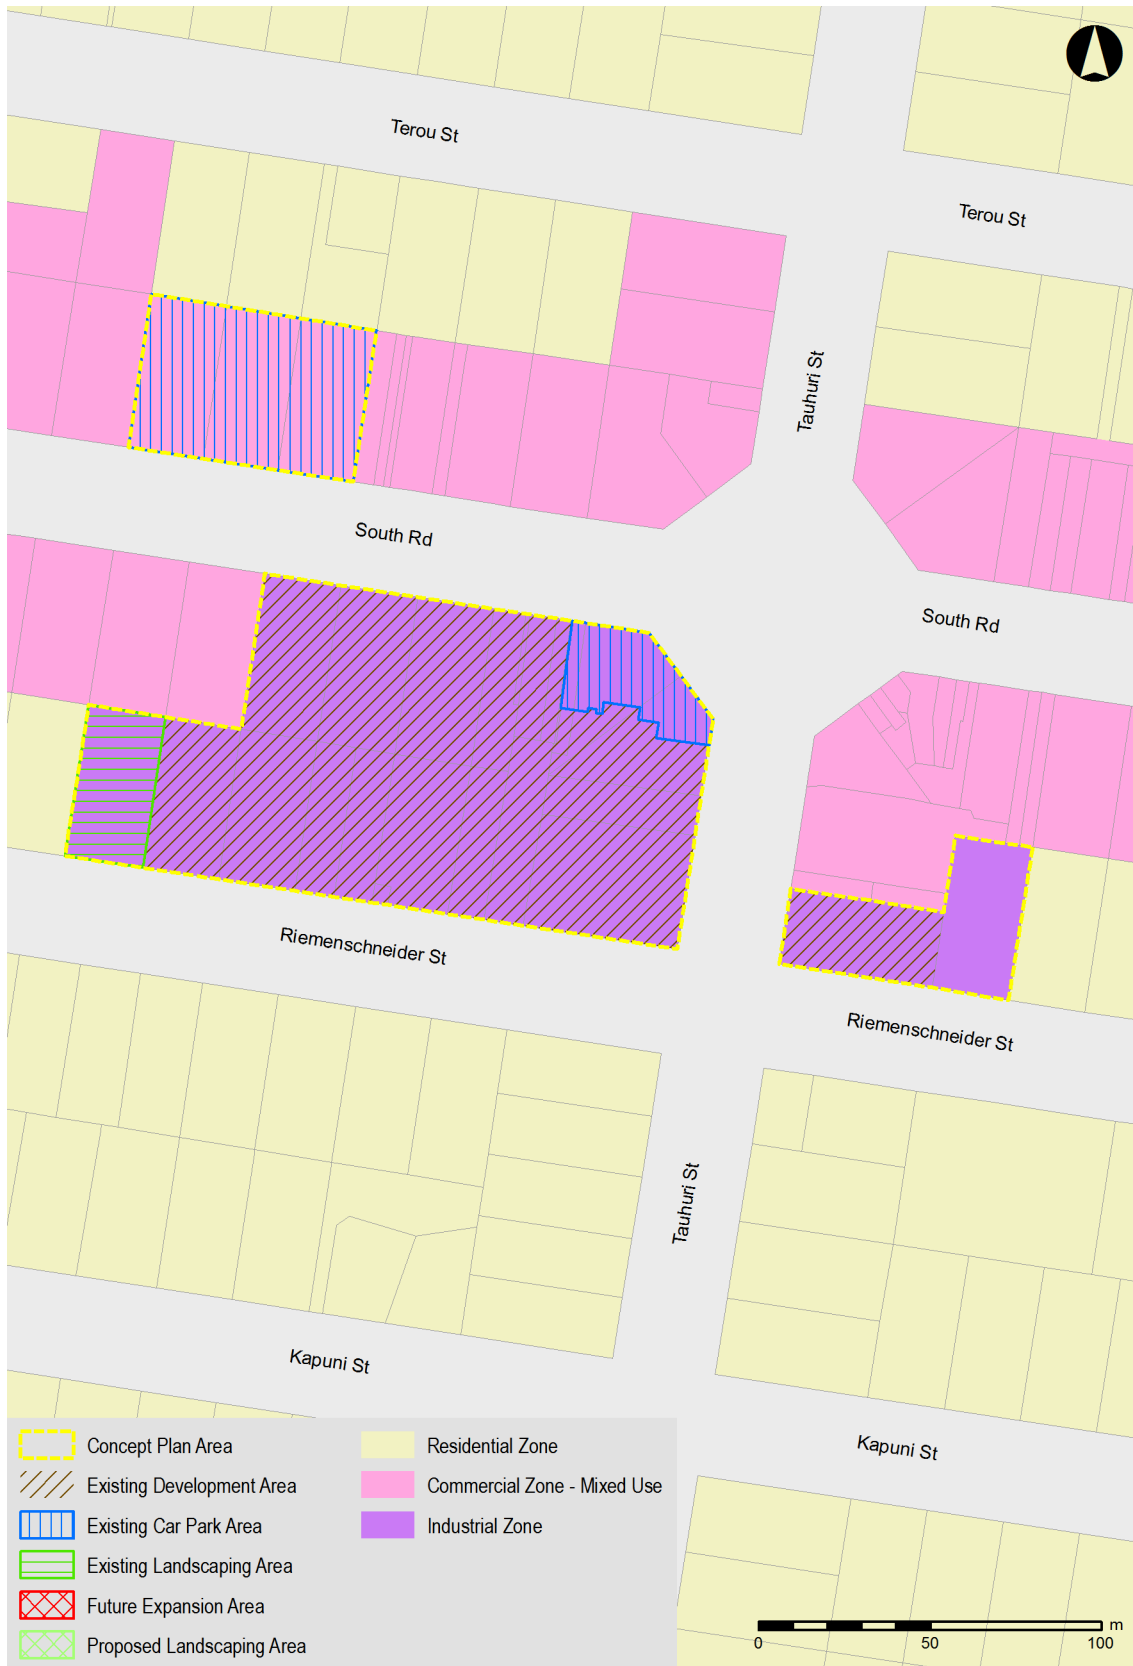 Terou St
Terou St
Tauhuri St
South Rd
South Rd
Riemenschneider St
Riemenschneider St
Tauhuri St
Kapuni St
Kapuni St
Concept Plan Area
Existing Development Area
Existing Car Park Area
Existing Landscaping Area
Future Expansion Area
Proposed Landscaping Area
Residential Zone
Commercial Zone - Mixed Use
Industrial Zone
m
0 50 100